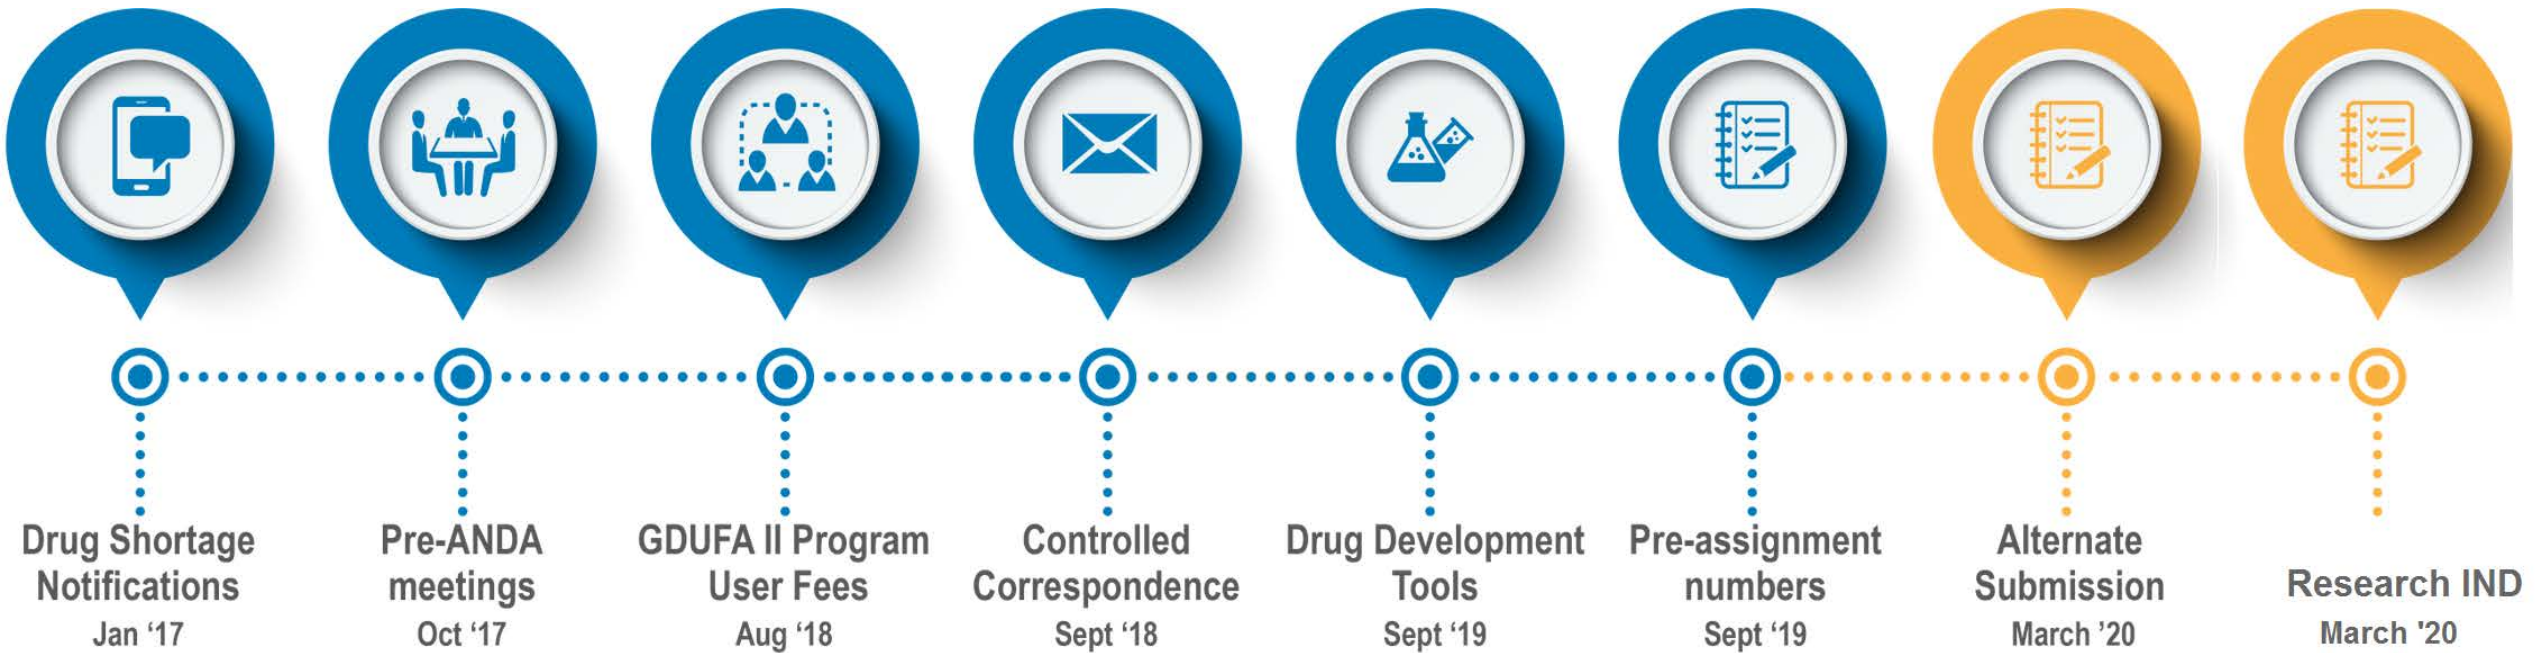 Drug Shortage
Notifications
Jan ‘17
Pre-ANDA
meetings
Oct ‘17
GDUFA II Program
User Fees
Aug ‘18
Controlled
Correspondence
Sept ‘18
Drug Development
Tools
Sept ‘19
Pre-assignment
numbers
Sept ‘19
Alternate
Submission
March ’20
Research IND
March '20